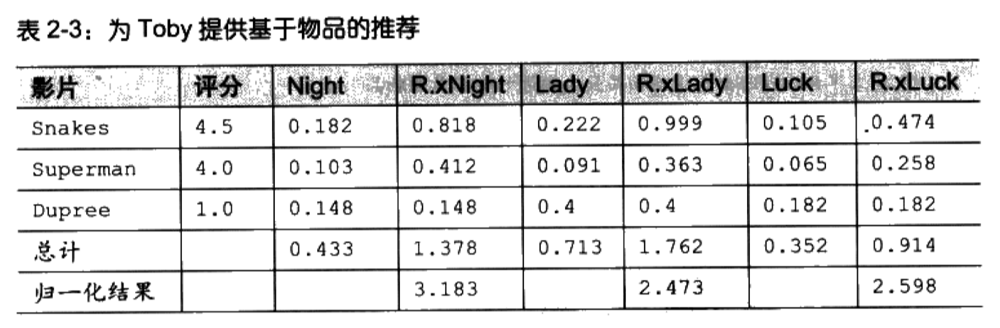 表 2-3：为 Toby 提供基于物品的推荐
影片 评分 Night R.xNight Lady R.xLady Luck R.xLuck
Snakes 4.5 0.182 0.818 0.222 0.999 0.105 0.474
Superman 4.0 0.103 0.412 0.091 0.363 0.065 0.258
Dupree 1.0 0.148 0.148 0.4 0.4 0.182 0.182
总计 0.433 1.378 0.713 1.762 0.352 0.914
归一化结果 3.183 2.473 2.598